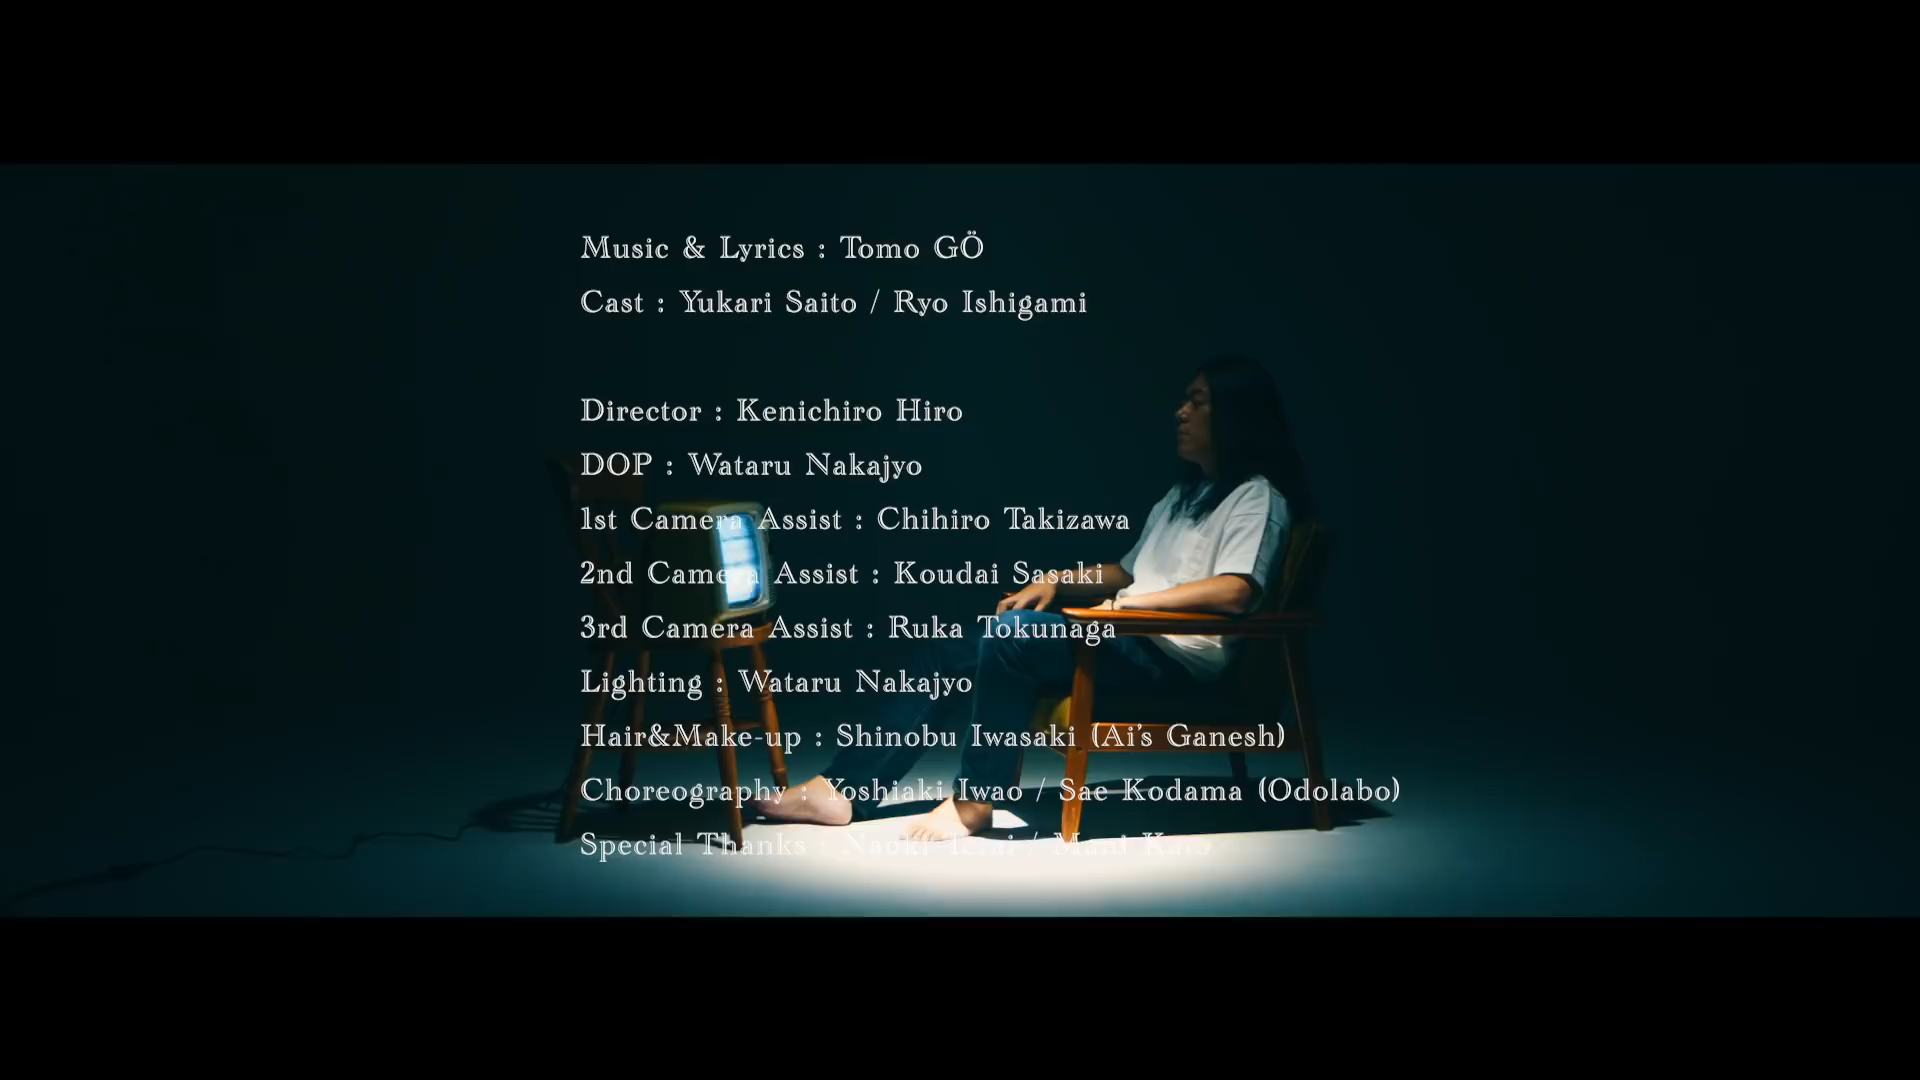 Music & Lyrics : Tomo GÖ
Cast : Yukari Saito / Ryo Ishigami
Director : Kenichiro Hiro
DOP : Wataru Nakajyo
1st Camera Assist : Chihiro Takizawa
2nd Camera Assist : Koudai Sasaki
3rd Camera Assist : Ruka Tokunaga
Lighting : Wataru Nakajyo
Hair&Make-up : Shinobu Iwasaki (Ai's Ganesh)
Choreography : Yoshiaki Iwao / Sae Kodama (Odolabo)
Special Thanks : Naoki